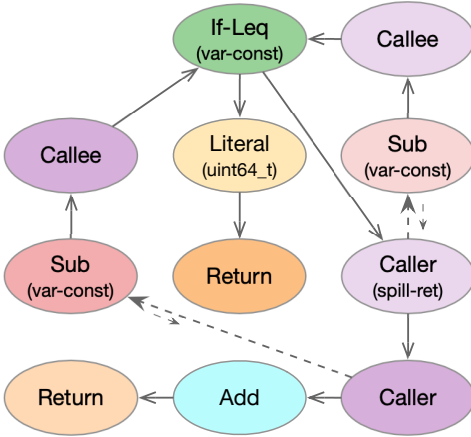 If-Leq
(var-const)
Callee
Callee
Literal
(uint64_t)
Sub
(var-const)
Sub
(var-const)
Return
Caller
(spill-ret)
Return
Add
Caller